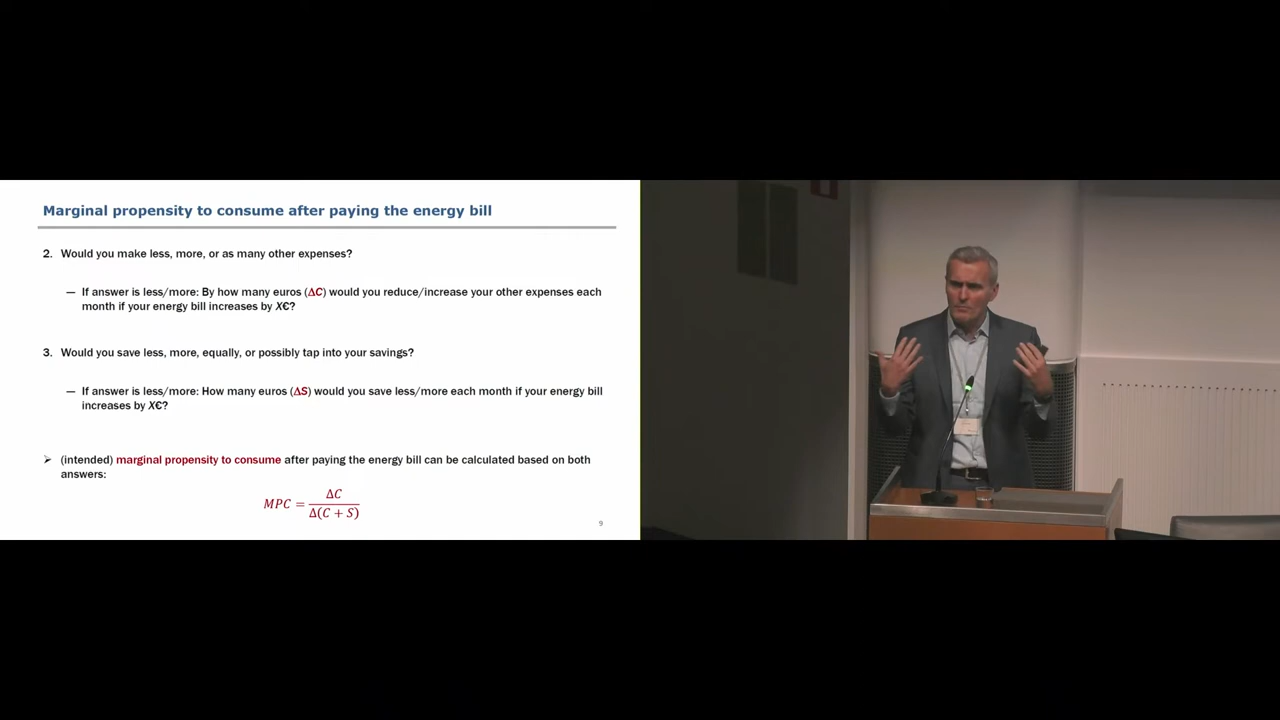 Marginal propensity to consume after paying the energy bill
2. Would you make less, more, or as many other expenses?
— If answer is less/more: By how many euros (ΔC) would you reduce/increase your other expenses each
month if your energy bill increases by X€?
3. Would you save less, more, equally, or possibly tap into your savings?
— If answer is less/more: How many euros (ΔS) would you save less/more each month if your energy bill
increases by X€?
➢ (intended) marginal propensity to consume after paying the energy bill can be calculated based on both
answers:
MPC = ΔC / Δ(C + S)
9